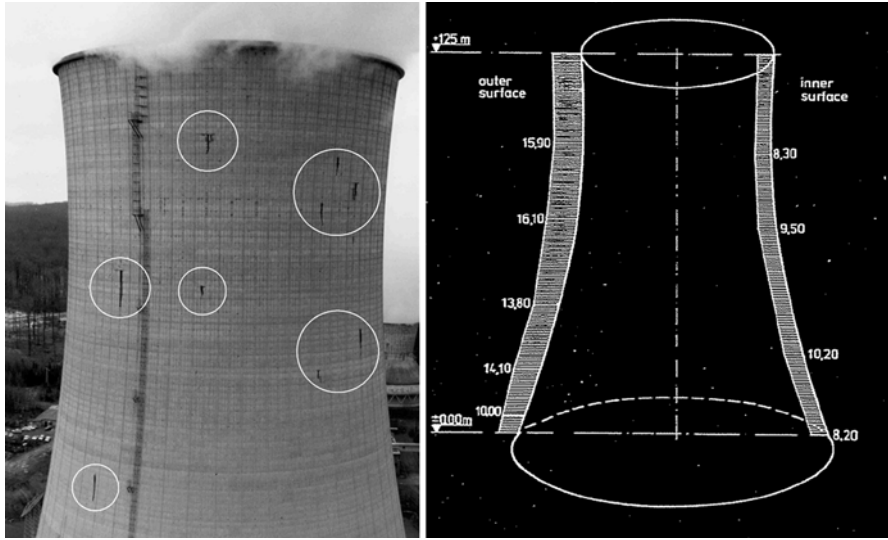 +125 m
outer
surface
inner
surface
15,90
8,30
16,10
9,50
13,80
14,10
10,20
10,00
±0.00m
8,20